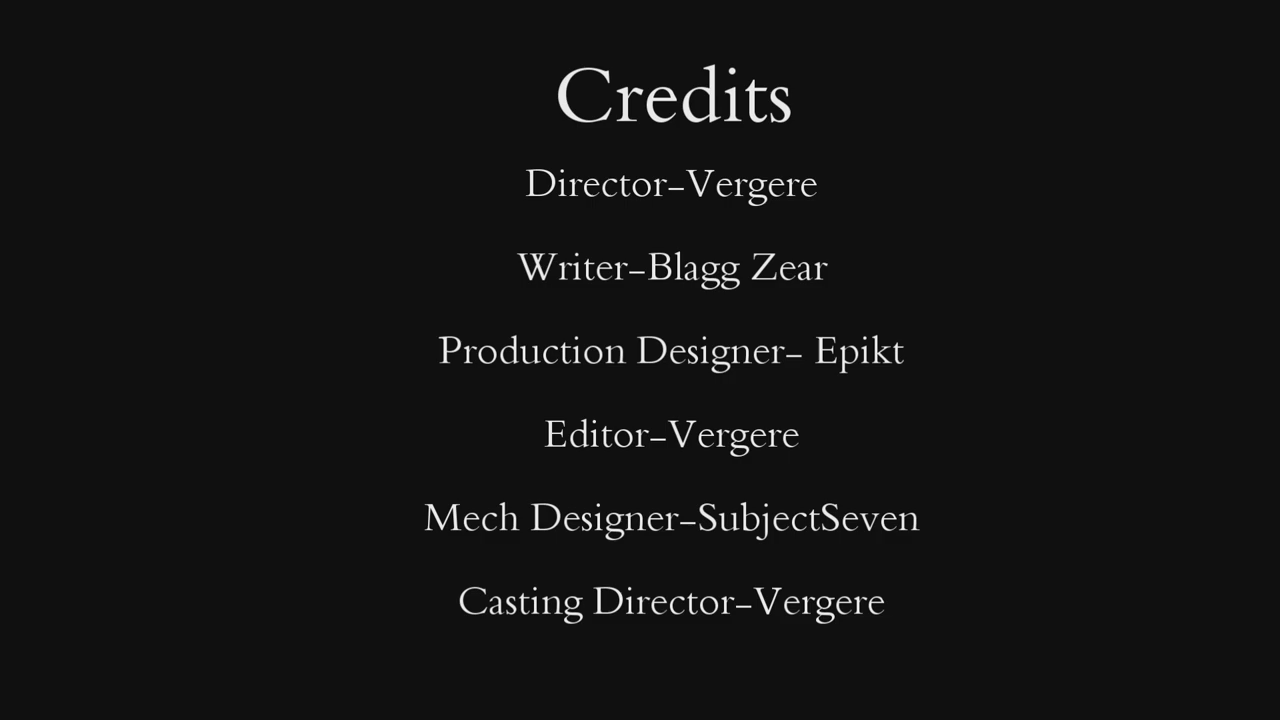 Credits
Director-Vergere
Writer-Blagg Zear
Production Designer- Epikt
Editor-Vergere
Mech Designer-SubjectSeven
Casting Director-Vergere